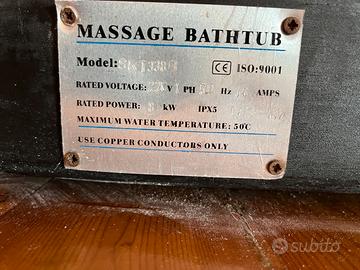 MASSAGE BATHTUB
Model: CE ISO:9001
RATED VOLTAGE: V PH Hz AMPS
RATED POWER: kW IPX5
MAXIMUM WATER TEMPERATURE: 50℃
USE COPPER CONDUCTORS ONLY
subito